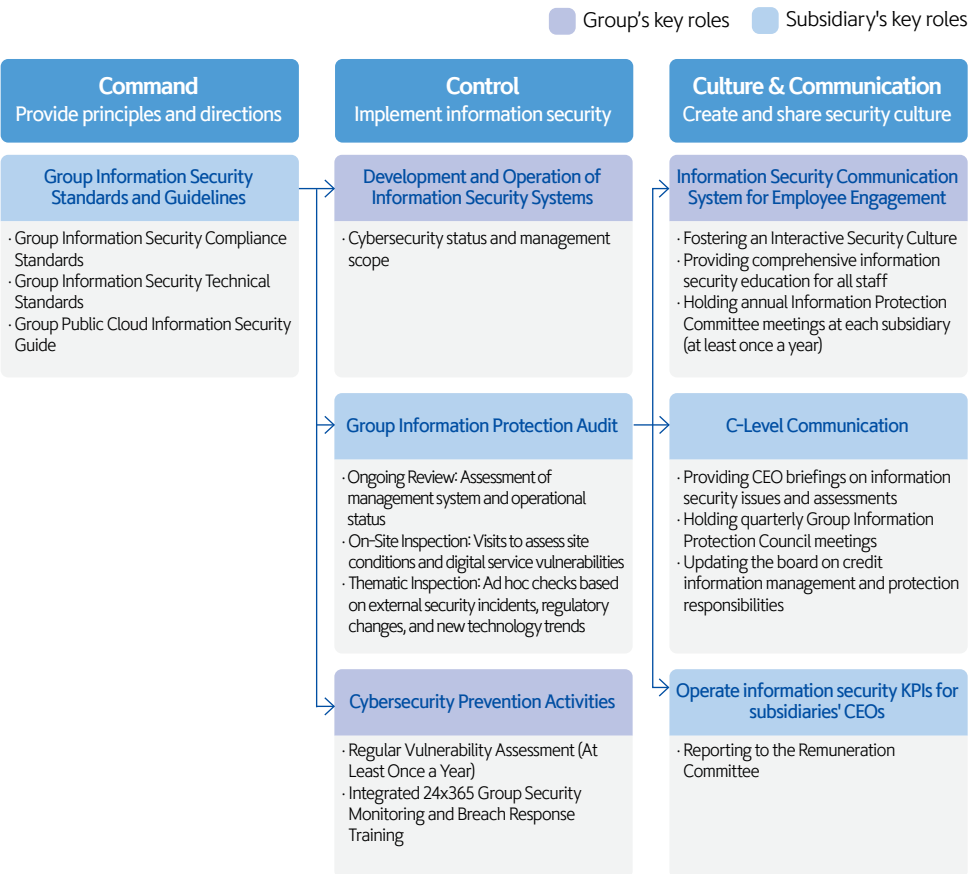 Group's key roles
Subsidiary's key roles
Command
Provide principles and directions
Group Information Security
Standards and Guidelines
· Group Information Security Compliance
Standards
· Group Information Security Technical
Standards
· Group Public Cloud Information Security
Guide
Control
Implement information security
Development and Operation of
Information Security Systems
· Cybersecurity status and management
scope
Group Information Protection Audit
· Ongoing Review: Assessment of
management system and operational
status
· On-Site Inspection: Visits to assess site
conditions and digital service vulnerabilities
· Thematic Inspection: Ad hoc checks based
on external security incidents, regulatory
changes, and new technology trends
Cybersecurity Prevention Activities
· Regular Vulnerability Assessment (At
Least Once a Year)
· Integrated 24x365 Group Security
Monitoring and Breach Response
Training
Culture & Communication
Create and share security culture
Information Security Communication
System for Employee Engagement
· Fostering an Interactive Security Culture
· Providing comprehensive information
security education for all staff
· Holding annual Information Protection
Committee meetings at each subsidiary
(at least once a year)
C-Level Communication
· Providing CEO briefings on information
security issues and assessments
· Holding quarterly Group Information
Protection Council meetings
· Updating the board on credit
information management and protection
responsibilities
Operate information security KPIs for
subsidiaries' CEOs
· Reporting to the Remuneration
Committee